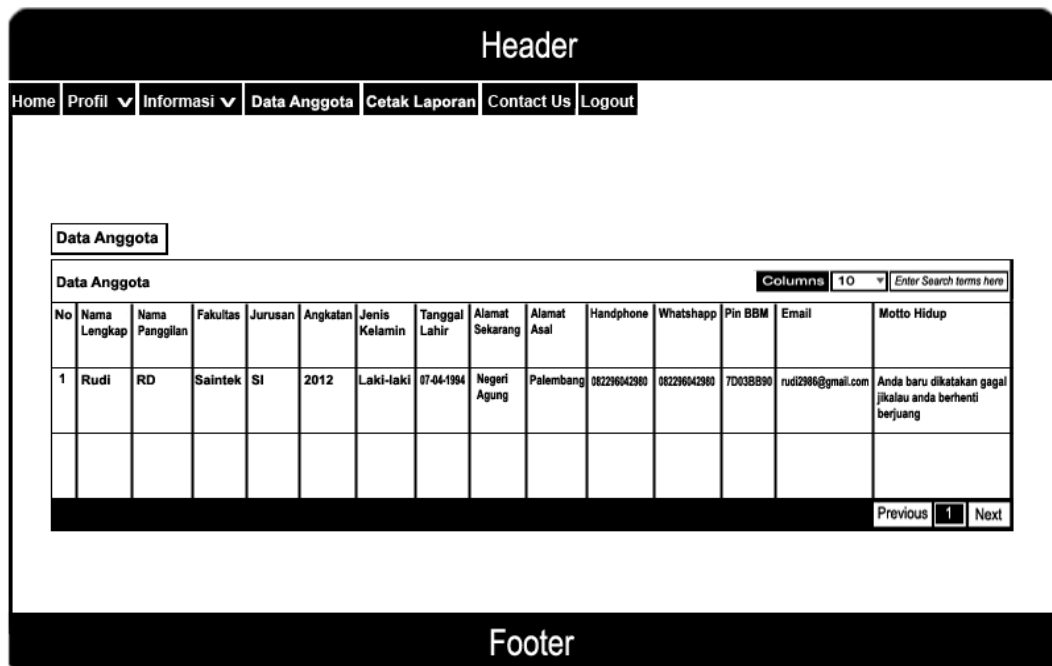 Header
Home Profil Informasi Data Anggota Cetak Laporan Contact Us Logout
Data Anggota
Data Anggota Columns 10 Enter Search terms here
No Nama Lengkap Nama Panggilan Fakultas Jurusan Angkatan Jenis Kelamin Tanggal Lahir Alamat Sekarang Alamat Asal Handphone Whatshapp Pin BBM Email Motto Hidup
1 Rudi RD Saintek SI 2012 Laki-laki 07-04-1994 Negeri Agung Palembang 082296042980 082296042980 7D03BB90 rudi2986@gmail.com Anda baru dikatakan gagal
jikalau anda berhenti
berjuang
Previous 1 Next
Footer